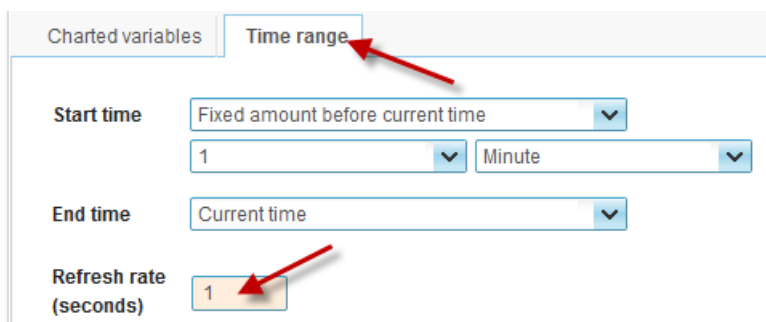 Charted variables Time range
Start time Fixed amount before current time
1 Minute
End time Current time
Refresh rate
(seconds) 1